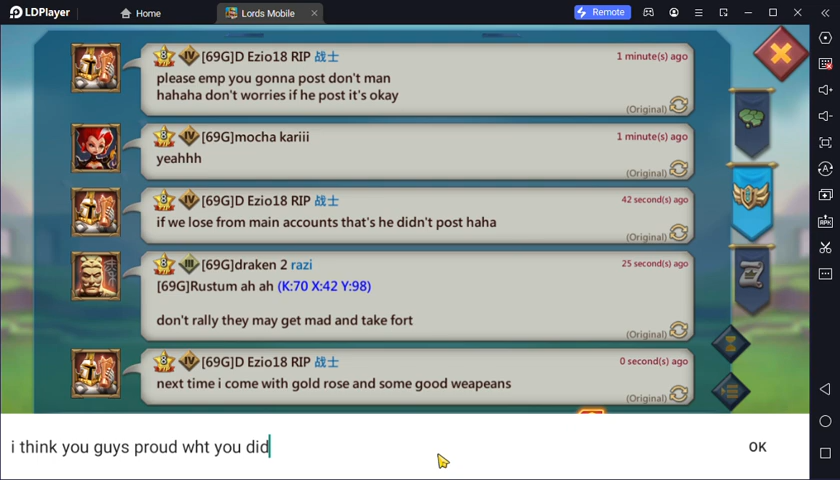 LDPlayer
Home
Lords Mobile
Remote
[69G]D Ezio18 RIP 战士
1 minute(s) ago
please emp you gonna post don't man
hahaha don't worries if he post it's okay
(Original)
[69G]mocha kariii
1 minute(s) ago
yeahhh
(Original)
[69G]D Ezio18 RIP 战士
42 second(s) ago
if we lose from main accounts that's he didn't post haha
(Original)
[69G]draken 2 razi
25 second(s) ago
[69G]Rustum ah ah (K:70 X:42 Y:98)
don't rally they may get mad and take fort
(Original)
[69G]D Ezio18 RIP 战士
0 second(s) ago
next time i come with gold rose and some good weapeans
(Original)
i think you guys proud wht you did
OK